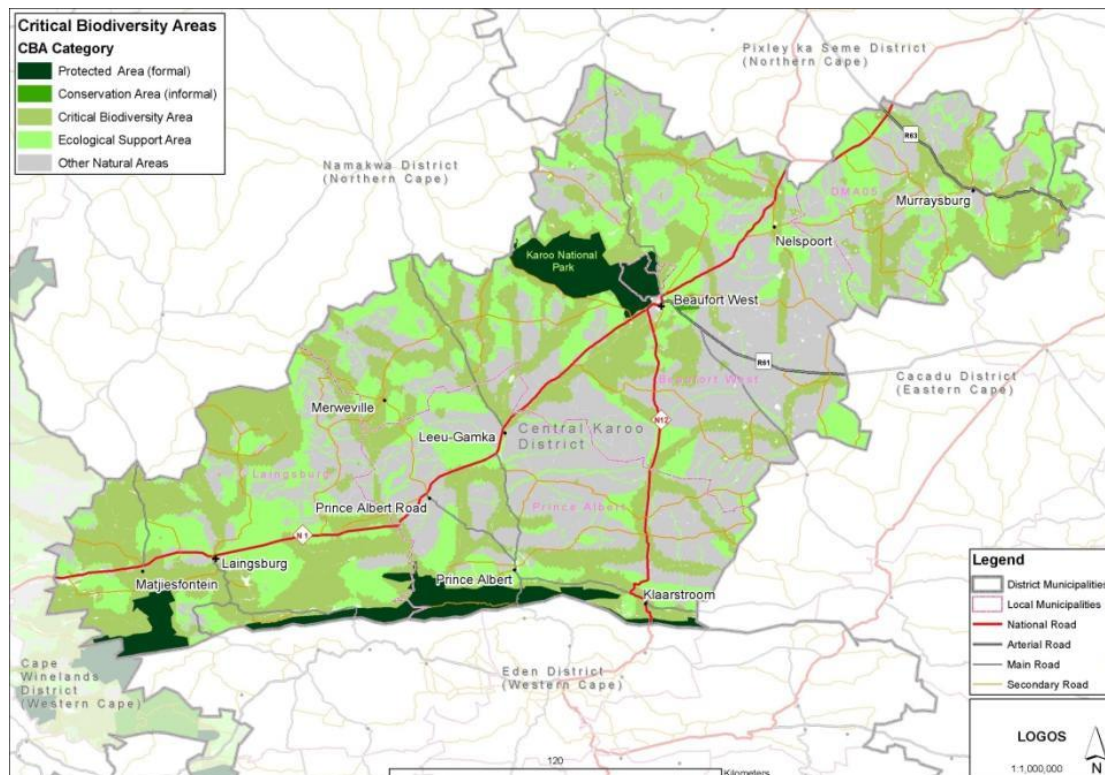 Critical Biodiversity Areas
CBA Category
Protected Area (formal)
Conservation Area (informal)
Critical Biodiversity Area
Ecological Support Area
Other Natural Areas
Pixley ka Seme District
(Northern Cape)
Namakwa District
(Northern Cape)
R63
DMA05
Murraysburg
Nelspoort
Karoo National
Park
Beaufort West
R61
Beaufort West
Cacadu District
(Eastern Cape)
Merweville
N12
Leeu-Gamka
Central Karoo
District
Laingsburg
Prince Albert Road
Prince Albert
N 1
Laingsburg
Matjiesfontein
Prince Albert
Klaarstroom
Cape
Winelands
District
(Western Cape)
Eden District
(Western Cape)
Legend
District Municipalities
Local Municipalities
National Road
Arterial Road
Main Road
Secondary Road
LOGOS
1:1,000,000
N
120
Kilometers